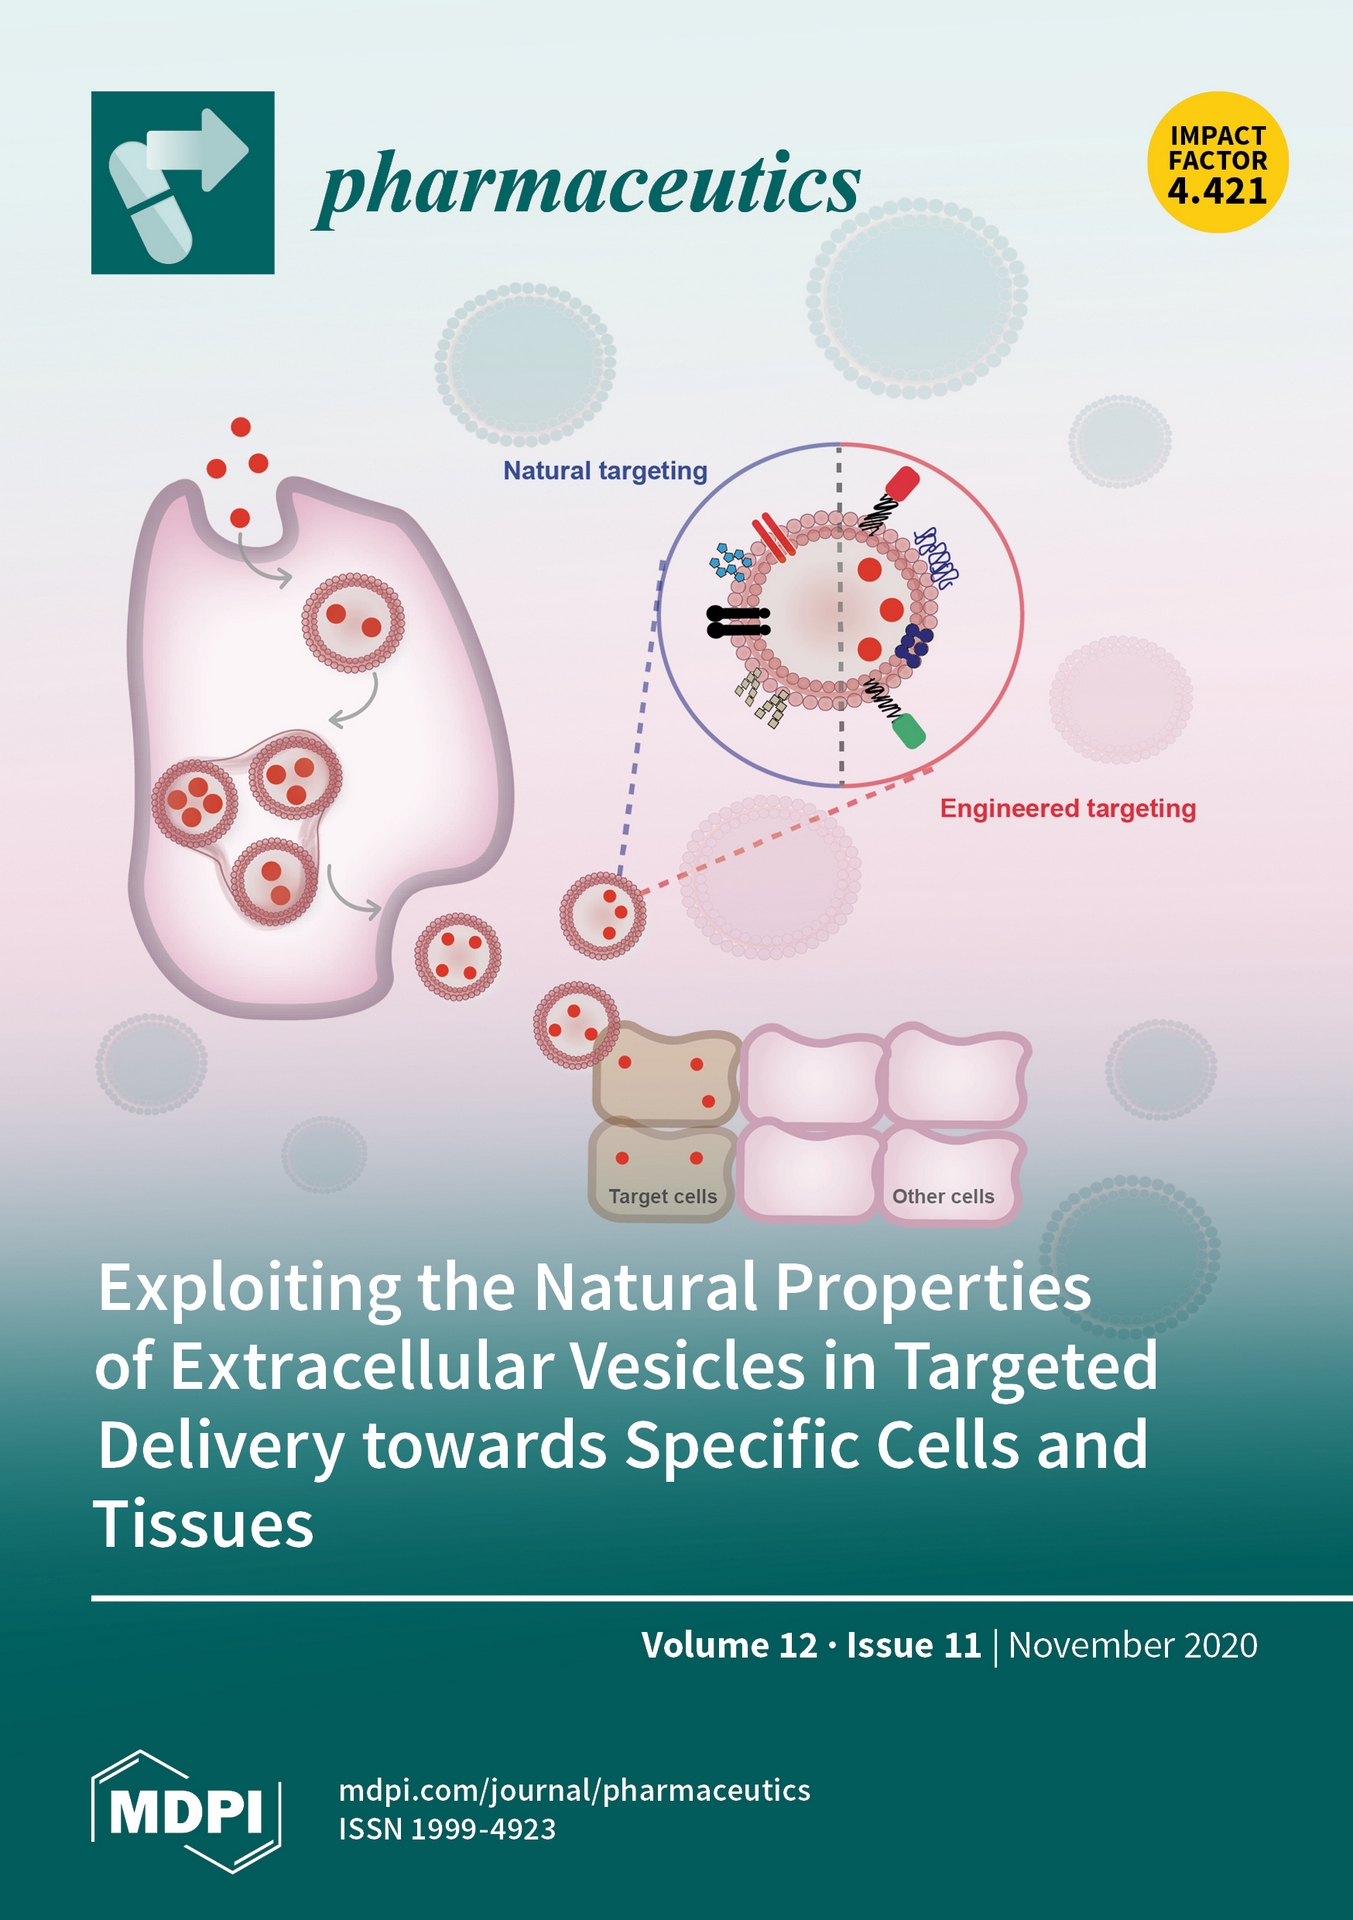 pharmaceutics
IMPACT
FACTOR
4.421
Natural targeting
Engineered targeting
Target cells
Other cells
Exploiting the Natural Properties
of Extracellular Vesicles in Targeted
Delivery towards Specific Cells and
Tissues
Volume 12 · Issue 11 | November 2020
MDPI
mdpi.com/journal/pharmaceutics
ISSN 1999-4923